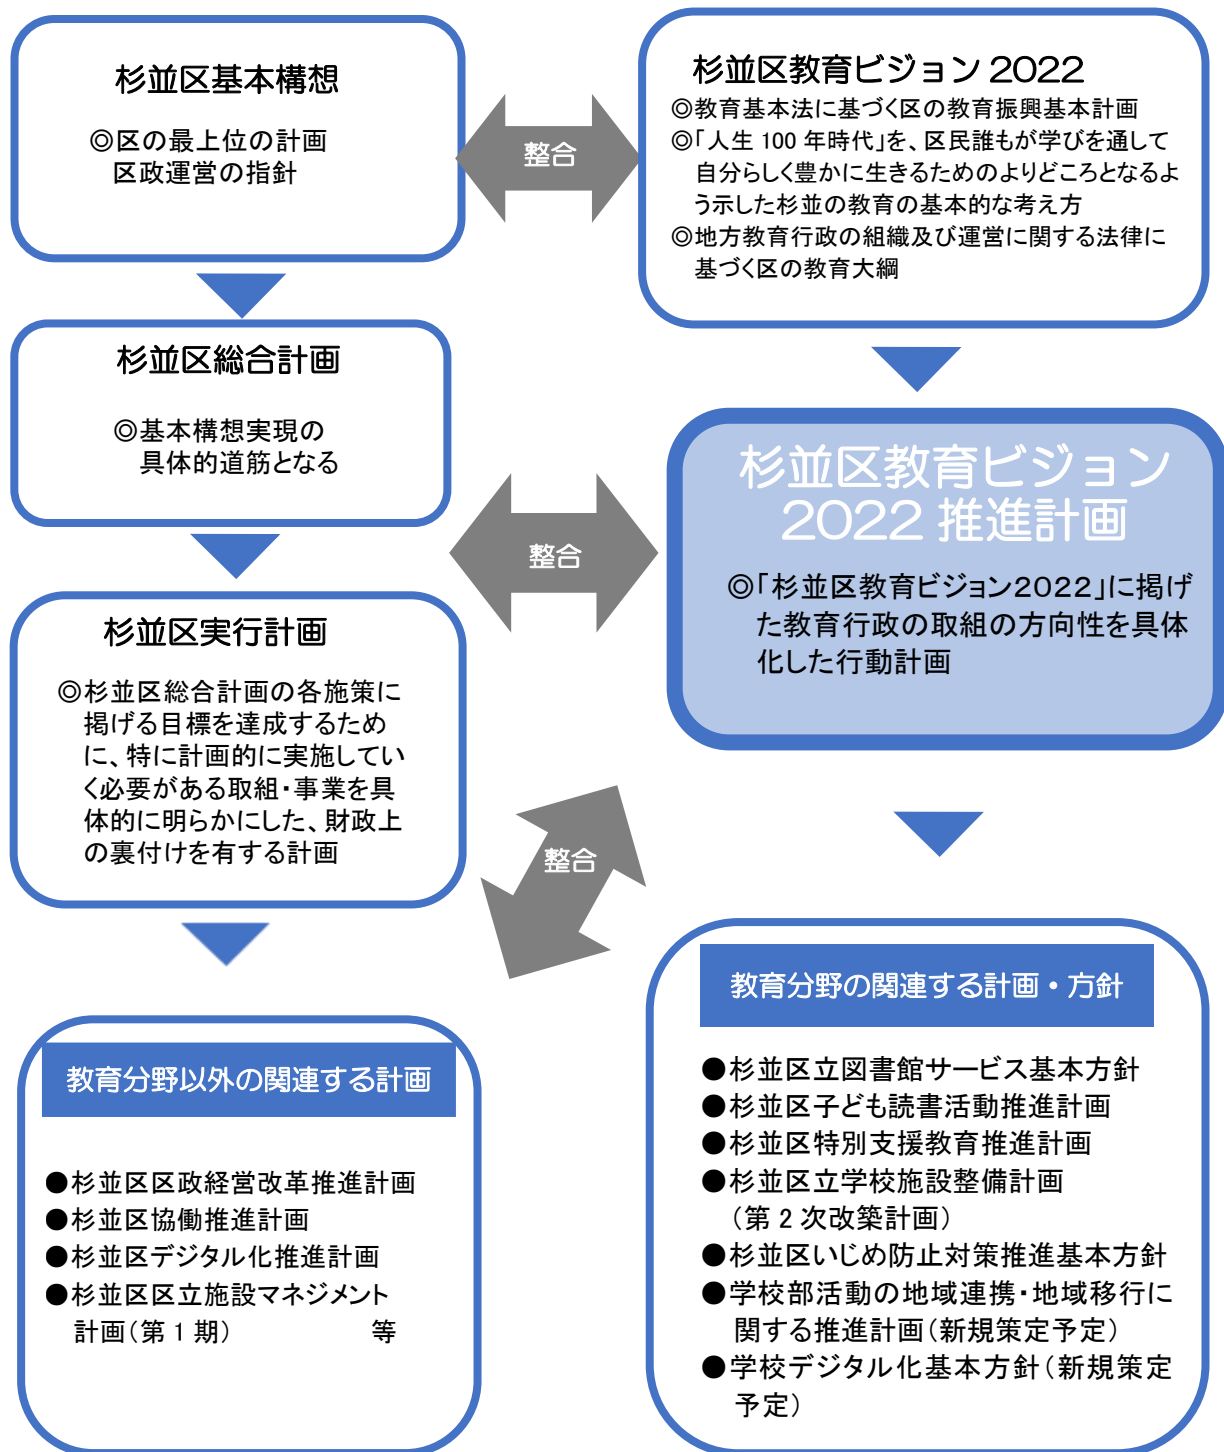 杉並区基本構想
◎区の最上位の計画
区政運営の指針
整合
杉並区教育ビジョン 2022
◎教育基本法に基づく区の教育振興基本計画
◎「人生 100 年時代」を、区民誰もが学びを通して
自分らしく豊かに生きるためのよりどころとなるよ
う示した杉並の教育の基本的な考え方
◎地方教育行政の組織及び運営に関する法律に
基づく区の教育大綱
杉並区総合計画
◎基本構想実現の
具体的道筋となる
整合
杉並区教育ビジョン
2022 推進計画
◎「杉並区教育ビジョン2022」に掲げ
た教育行政の取組の方向性を具体
化した行動計画
杉並区実行計画
◎杉並区総合計画の各施策に
掲げる目標を達成するため
に、特に計画的に実施してい
く必要がある取組・事業を具
体的に明らかにした、財政上
の裏付けを有する計画
整合
教育分野以外の関連する計画
●杉並区区政経営改革推進計画
●杉並区協働推進計画
●杉並区デジタル化推進計画
●杉並区区立施設マネジメント
計画(第 1 期) 等
教育分野の関連する計画・方針
●杉並区立図書館サービス基本方針
●杉並区子ども読書活動推進計画
●杉並区特別支援教育推進計画
●杉並区立学校施設整備計画
(第 2 次改築計画)
●杉並区いじめ防止対策推進基本方針
●学校部活動の地域連携・地域移行に
関する推進計画(新規策定予定)
●学校デジタル化基本方針(新規策定
予定)